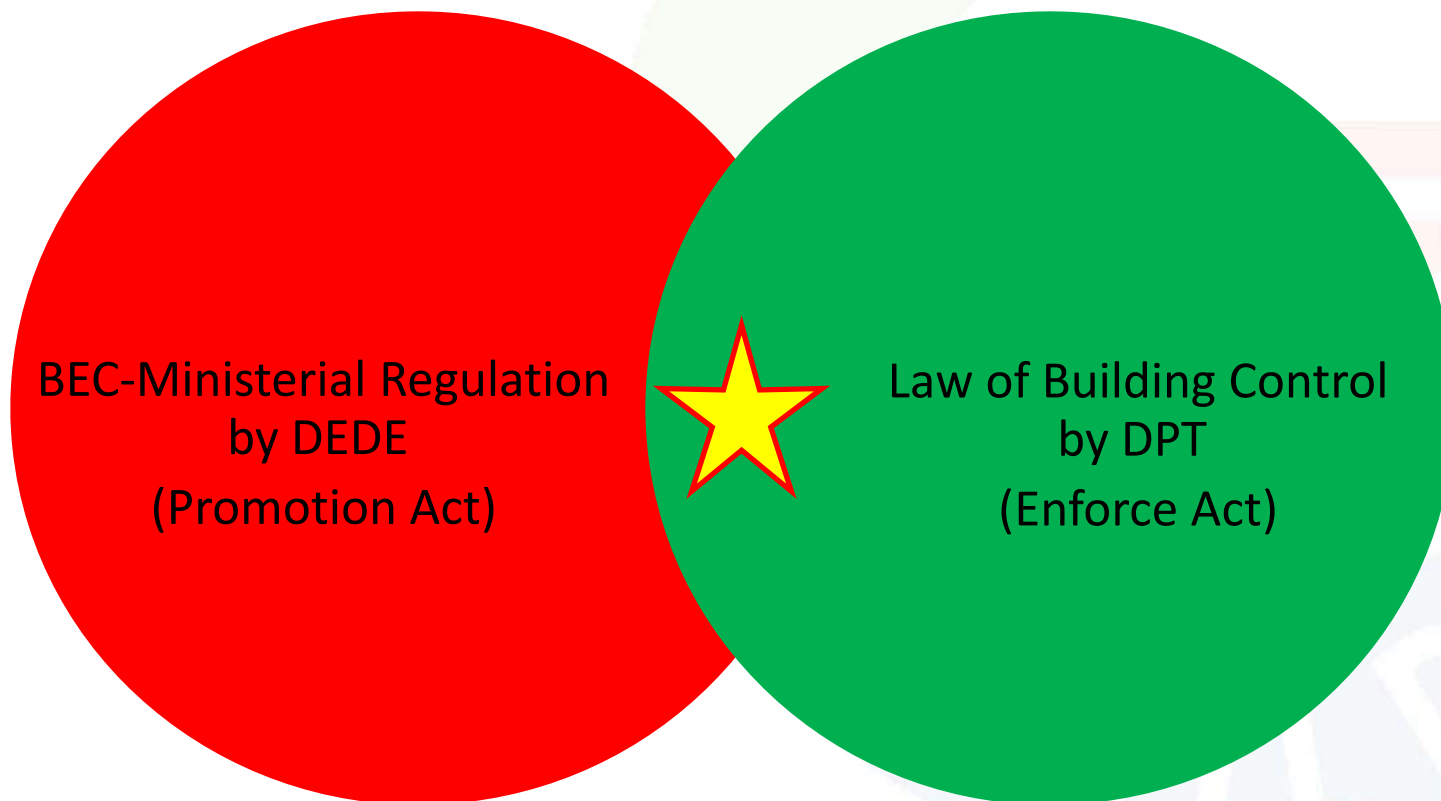 BEC-Ministerial Regulation
by DEDE
(Promotion Act)
Law of Building Control
by DPT
(Enforce Act)